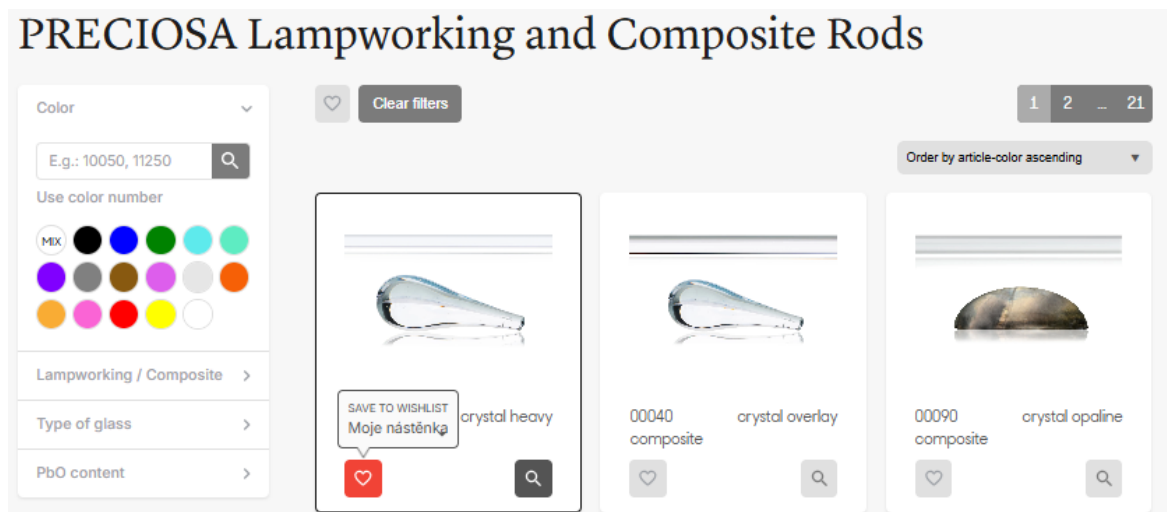 PRECIOSA Lampworking and Composite Rods
Color
E.g.: 10050, 11250
Use color number
MIX
Lampworking / Composite
Type of glass
PbO content
Clear filters
1 2 ... 21
Order by article-color ascending
SAVE TO WISHLIST
Moje nástěnka
crystal heavy
00040 crystal overlay
composite
00090 crystal opaline
composite